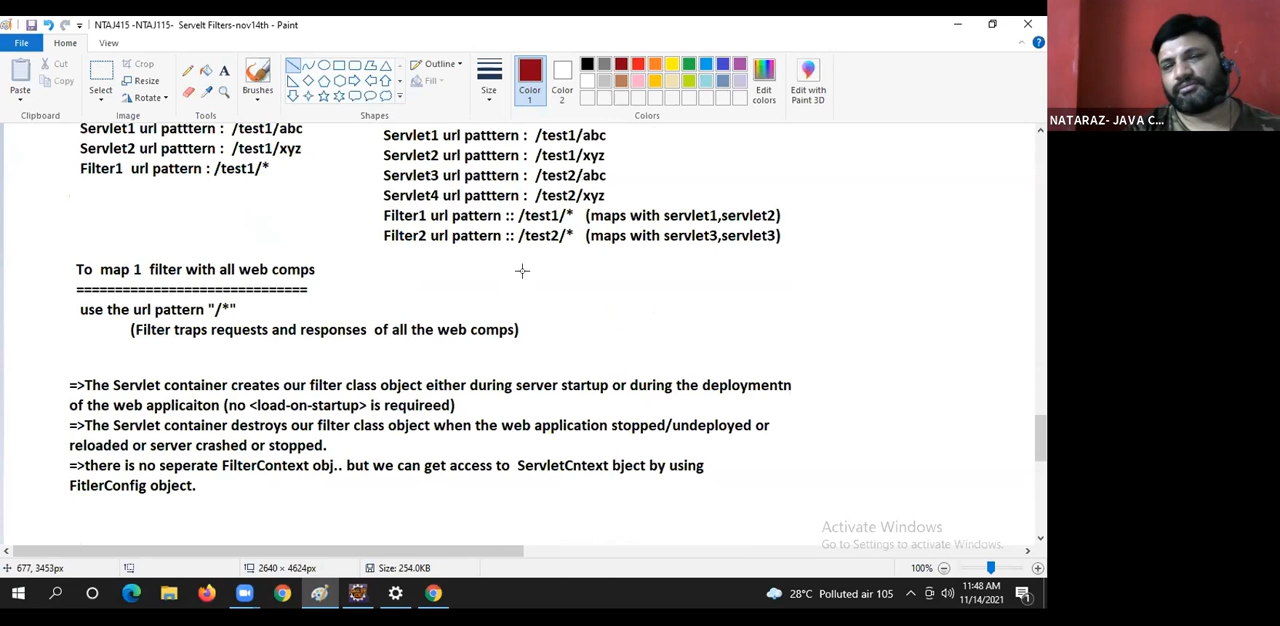 NTAJ415 -NTAJ115- Servelt Filters-nov14th - Paint
File Home View
Paste
Cut
Copy
Clipboard
Select
Crop
Resize
Rotate
Image
Tools
Brushes
Outline
Fill
Shapes
Size
Color 1
Color 2
Edit colors
Colors
Edit with Paint 3D
NATARAZ- JAVA C...
Servlet1 url patttern : /test1/abc
Servlet2 url patttern : /test1/xyz
Filter1 url pattern : /test1/*
Servlet1 url patttern : /test1/abc
Servlet2 url patttern : /test1/xyz
Servlet3 url patttern : /test2/abc
Servlet4 url patttern : /test2/xyz
Filter1 url pattern :: /test1/* (maps with servlet1,servlet2)
Filter2 url pattern :: /test2/* (maps with servlet3,servlet3)
To map 1 filter with all web comps
==============================
use the url pattern "/*"
(Filter traps requests and responses of all the web comps)
=>The Servlet container creates our filter class object either during server startup or during the deploymentn
of the web applicaiton (no <load-on-startup> is requireed)
=>The Servlet container destroys our filter class object when the web application stopped/undeployed or
reloaded or server crashed or stopped.
=>there is no seperate FilterContext obj.. but we can get access to ServletCntext bject by using
FitlerConfig object.
Activate Windows
Go to Settings to activate Windows.
677, 3453px
2640 × 4624px
Size: 254.0KB
100%
28°C Polluted air 105
11:48 AM
11/14/2021